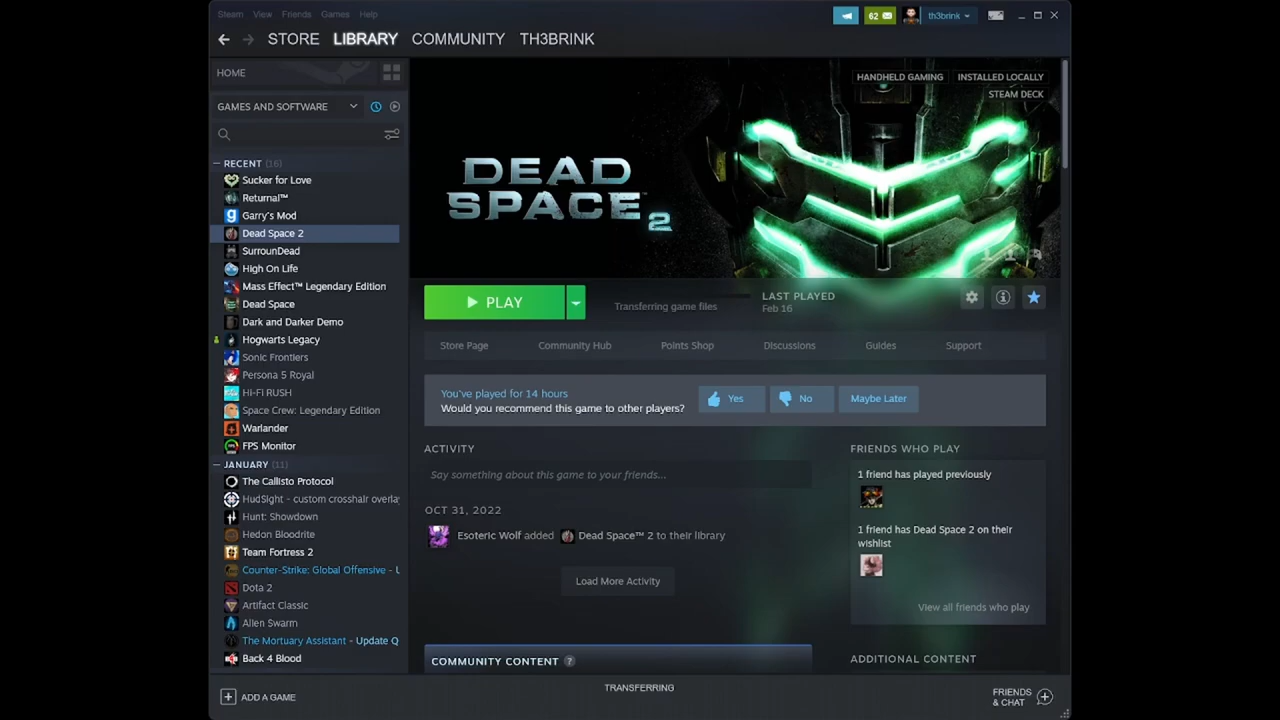 Steam View Friends Games Help
62 th3brink
STORE LIBRARY COMMUNITY TH3BRINK
HOME
GAMES AND SOFTWARE
RECENT (16)
Sucker for Love
Returnal™
Garry's Mod
Dead Space 2
SurrounDead
High On Life
Mass Effect™ Legendary Edition
Dead Space
Dark and Darker Demo
Hogwarts Legacy
Sonic Frontiers
Persona 5 Royal
Hi-Fi RUSH
Space Crew: Legendary Edition
Warlander
FPS Monitor
JANUARY (11)
The Callisto Protocol
HudSight - custom crosshair overlay
Hunt: Showdown
Hedon Bloodrite
Team Fortress 2
Counter-Strike: Global Offensive - U
Dota 2
Artifact Classic
Alien Swarm
The Mortuary Assistant - Update Q
Back 4 Blood
ADD A GAME
HANDHELD GAMING INSTALLED LOCALLY
STEAM DECK
DEAD
SPACE™ 2
PLAY
Transferring game files
LAST PLAYED
Feb 16
Store Page Community Hub Points Shop Discussions Guides Support
You've played for 14 hours
Would you recommend this game to other players?
Yes No Maybe Later
ACTIVITY
Say something about this game to your friends...
OCT 31, 2022
Esoteric Wolf added Dead Space™ 2 to their library
Load More Activity
COMMUNITY CONTENT ?
FRIENDS WHO PLAY
1 friend has played previously
1 friend has Dead Space 2 on their
wishlist
View all friends who play
ADDITIONAL CONTENT
TRANSFERRING
FRIENDS
& CHAT